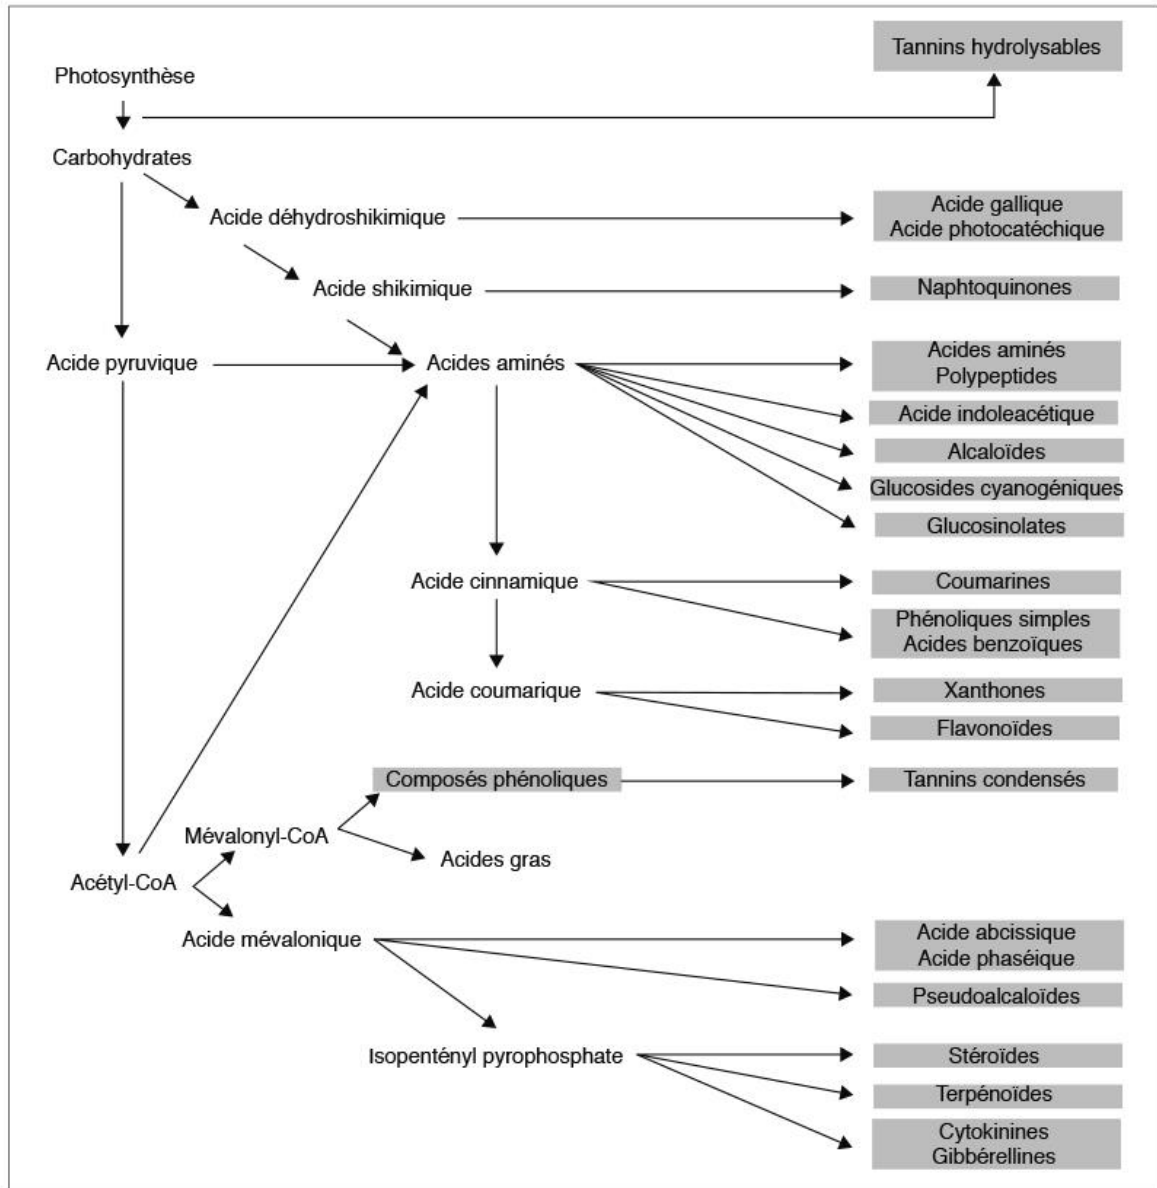 Tannins hydrolysables
Photosynthèse
Carbohydrates
Acide déhydroshikimique
Acide gallique
Acide photocatéchique
Acide shikimique
Naphtoquinones
Acide pyruvique
Acides aminés
Acides aminés
Polypeptides
Acide indoleacétique
Alcaloïdes
Glucosides cyanogéniques
Glucosinolates
Acide cinnamique
Coumarines
Phénoliques simples
Acides benzoïques
Acide coumarique
Xanthones
Flavonoïdes
Composés phénoliques
Tannins condensés
Mévalonyl-CoA
Acides gras
Acétyl-CoA
Acide mévalonique
Acide abcissique
Acide phaséique
Pseudoalcaloïdes
Isopentényl pyrophosphate
Stéroïdes
Terpénoïdes
Cytokinines
Gibbérellines